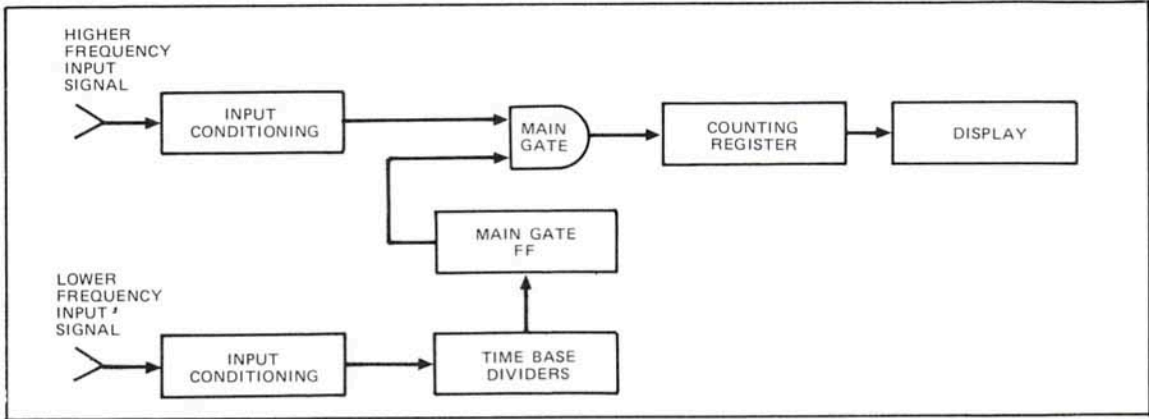 HIGHER
FREQUENCY
INPUT
SIGNAL
INPUT
CONDITIONING
MAIN
GATE
COUNTING
REGISTER
DISPLAY
MAIN GATE
FF
LOWER
FREQUENCY
INPUT
SIGNAL
INPUT
CONDITIONING
TIME BASE
DIVIDERS